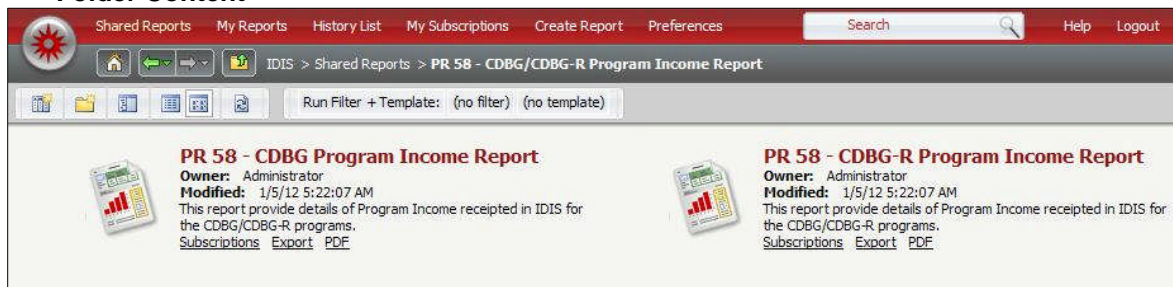 Folder Content
Shared Reports My Reports History List My Subscriptions Create Report Preferences Search Help Logout
IDIS > Shared Reports > PR 58 - CDBG/CDBG-R Program Income Report
Run Filter + Template: (no filter) (no template)
PR 58 - CDBG Program Income Report
Owner: Administrator
Modified: 1/5/12 5:22:07 AM
This report provide details of Program Income receipted in IDIS for
the CDBG/CDBG-R programs.
Subscriptions Export PDF
PR 58 - CDBG-R Program Income Report
Owner: Administrator
Modified: 1/5/12 5:22:07 AM
This report provide details of Program Income receipted in IDIS for
the CDBG/CDBG-R programs.
Subscriptions Export PDF